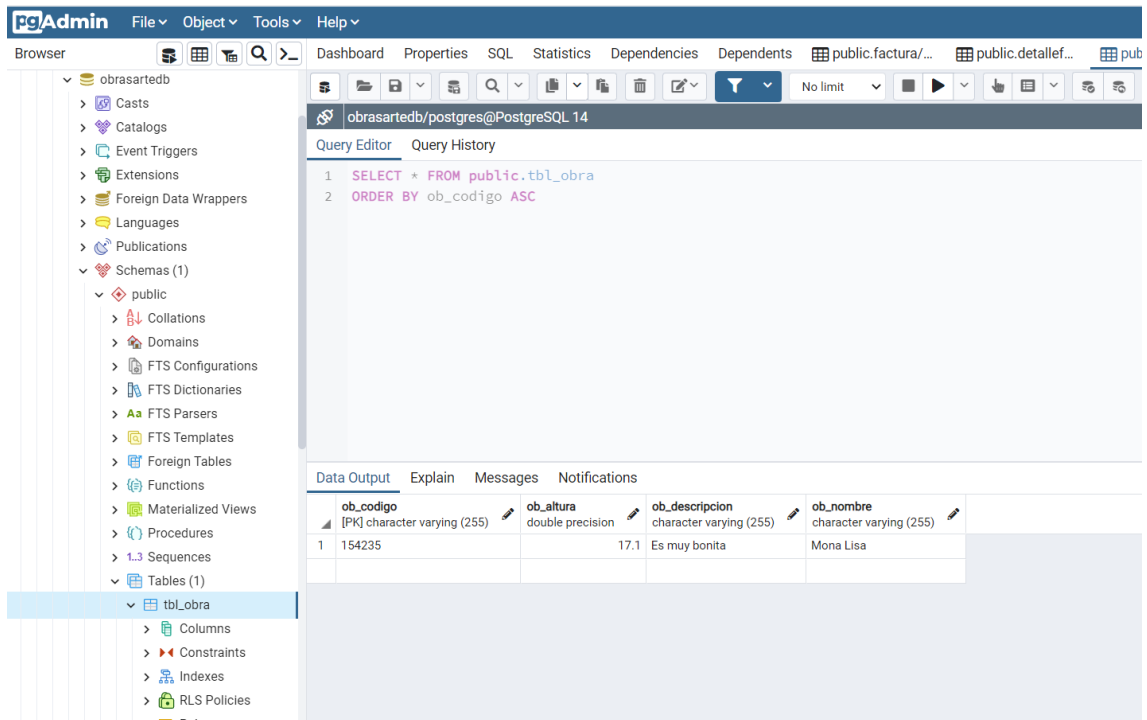 pgAdmin File Object Tools Help
Browser
Dashboard Properties SQL Statistics Dependencies Dependents public.factura/... public.detallef... pub
obrasartedb
Casts
Catalogs
Event Triggers
Extensions
Foreign Data Wrappers
Languages
Publications
Schemas (1)
public
Collations
Domains
FTS Configurations
FTS Dictionaries
Aa FTS Parsers
FTS Templates
Foreign Tables
Functions
Materialized Views
Procedures
1..3 Sequences
Tables (1)
tbl_obra
Columns
Constraints
Indexes
RLS Policies
No limit
obrasartedb/postgres@PostgreSQL 14
Query Editor Query History
1 SELECT * FROM public.tbl_obra
2 ORDER BY ob_codigo ASC
Data Output Explain Messages Notifications
ob_codigo ob_altura ob_descripcion ob_nombre
[PK] character varying (255) double precision character varying (255) character varying (255)
1 154235 17.1 Es muy bonita Mona Lisa